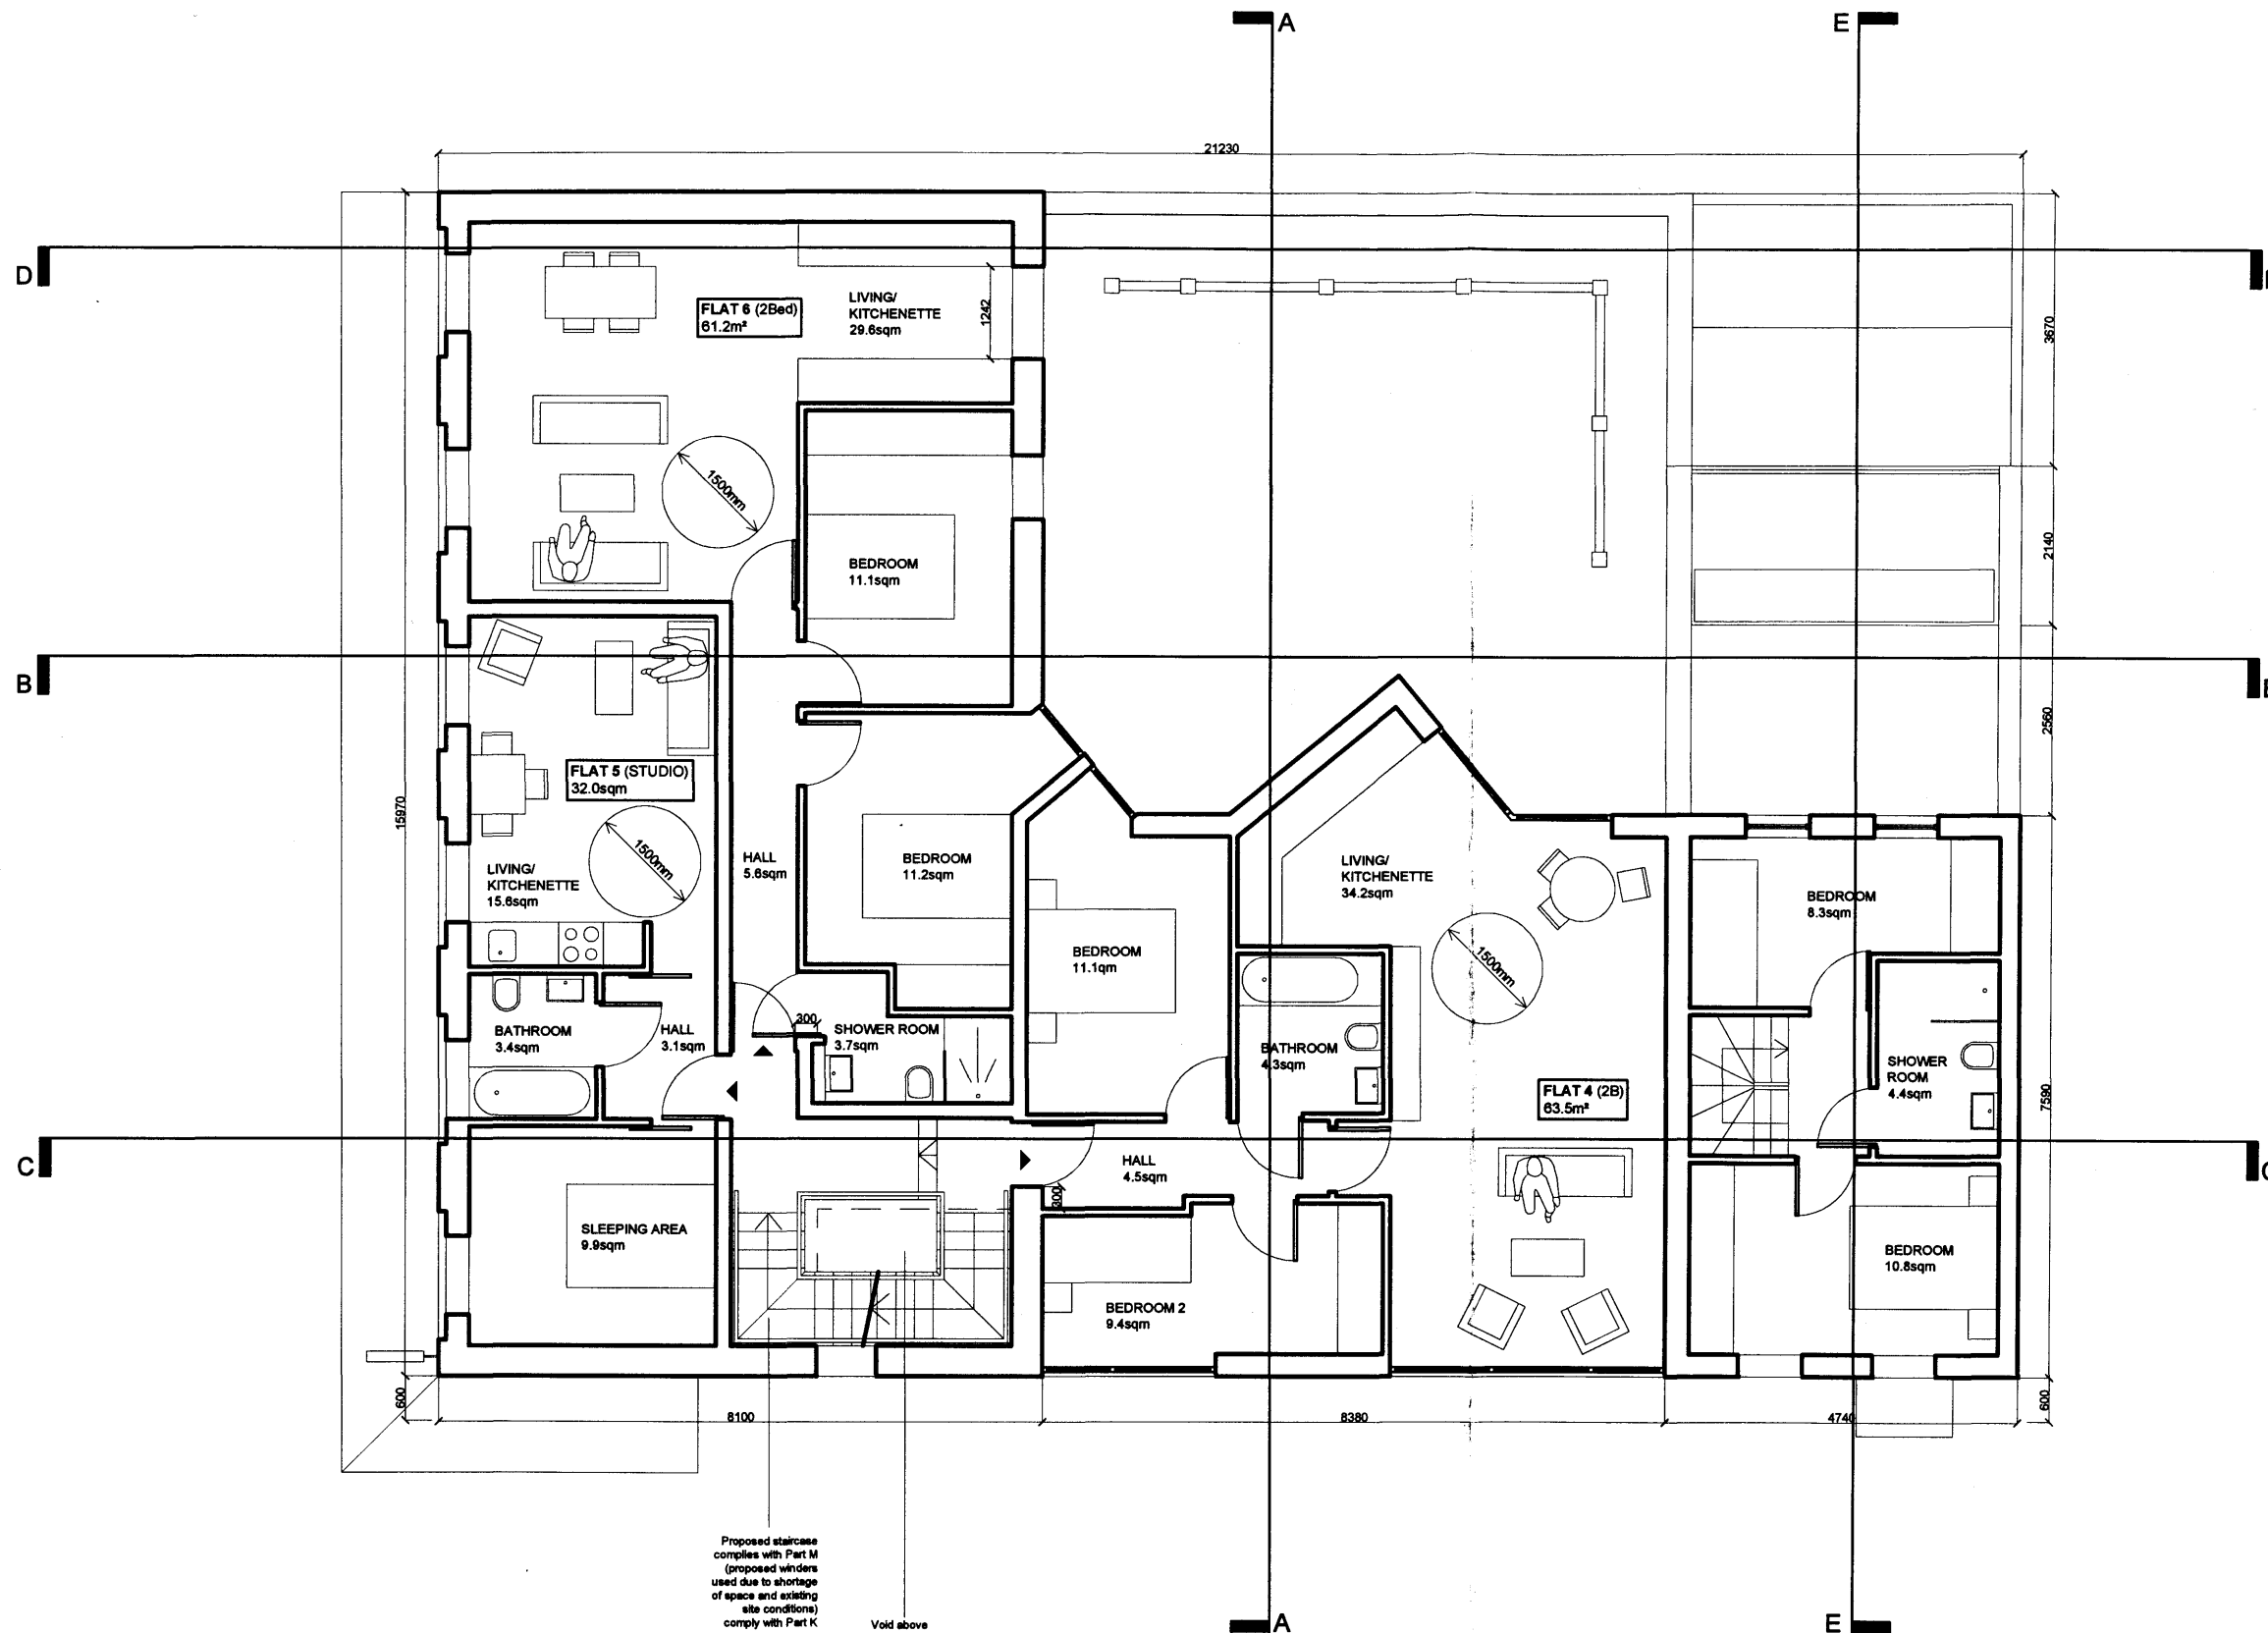 A
E
21230
D
FLAT 6 (2Bed)
61.2m²
LIVING/
KITCHENETTE
29.6sqm
1242
3670
1500mm
BEDROOM
11.1sqm
2140
B
FLAT 5 (STUDIO)
32.0sqm
2560
15970
1500mm
LIVING/
KITCHENETTE
15.6sqm
HALL
5.6sqm
BEDROOM
11.2sqm
LIVING/
KITCHENETTE
34.2sqm
BEDROOM
8.3sqm
BEDROOM
11.1qm
1500mm
BATHROOM
3.4sqm
HALL
3.1sqm
300
SHOWER ROOM
3.7sqm
BATHROOM
4.3sqm
SHOWER
ROOM
4.4sqm
FLAT 4 (2B)
63.5m²
7590
C
HALL
4.5sqm
300
SLEEPING AREA
9.9sqm
BEDROOM 2
9.4sqm
BEDROOM
10.8sqm
600
8100
8380
4740
600
Proposed staircase
complies with Part M
(proposed winders
used due to shortage
of space and existing
site conditions)
comply with Part K
Void above
A
E